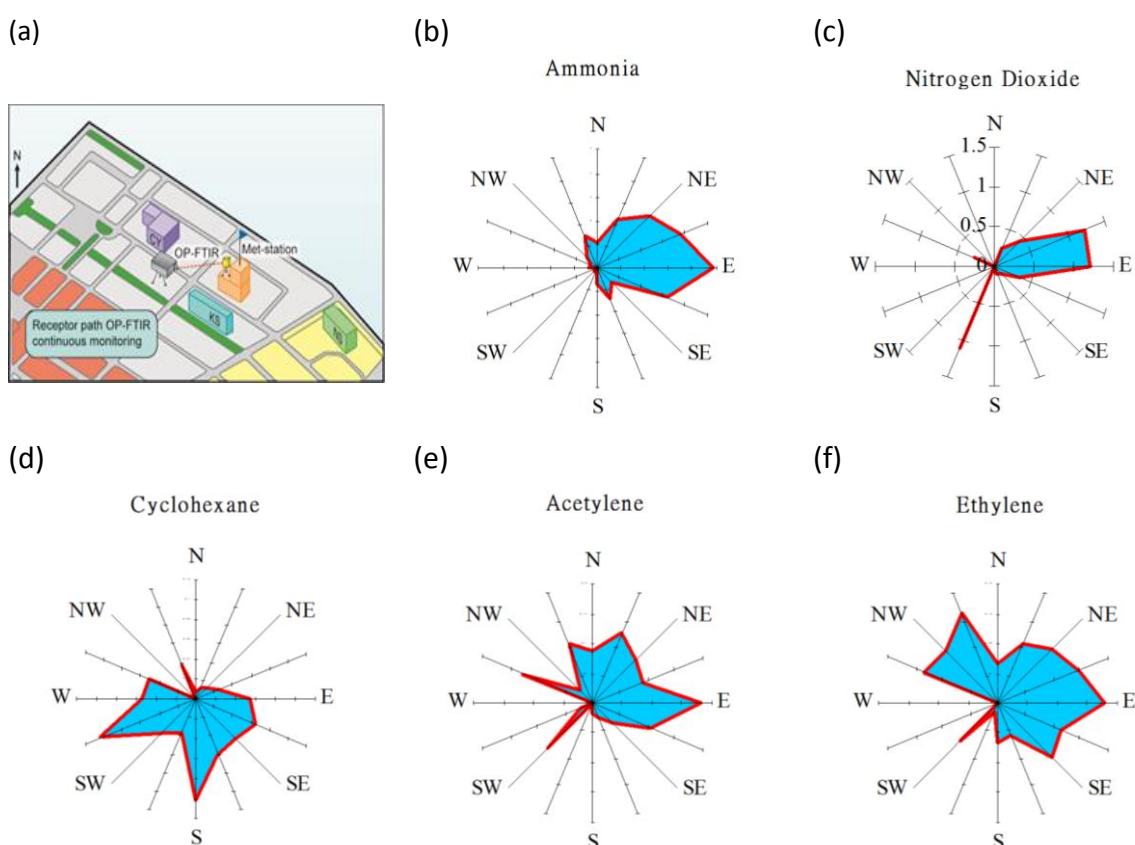 (a)
N
CY
OP-FTIR
Met-station
KS
Receptor path OP-FTIR
continuous monitoring
(b)
Ammonia
N
NW
NE
W
E
SW
SE
S
(c)
Nitrogen Dioxide
N
1.5
NW
1
NE
0.5
W
0
E
SW
SE
S
(d)
Cyclohexane
N
NW
NE
W
E
SW
SE
S
(e)
Acetylene
N
NW
NE
W
E
SW
SE
S
(f)
Ethylene
N
NW
NE
W
E
SW
SE
S